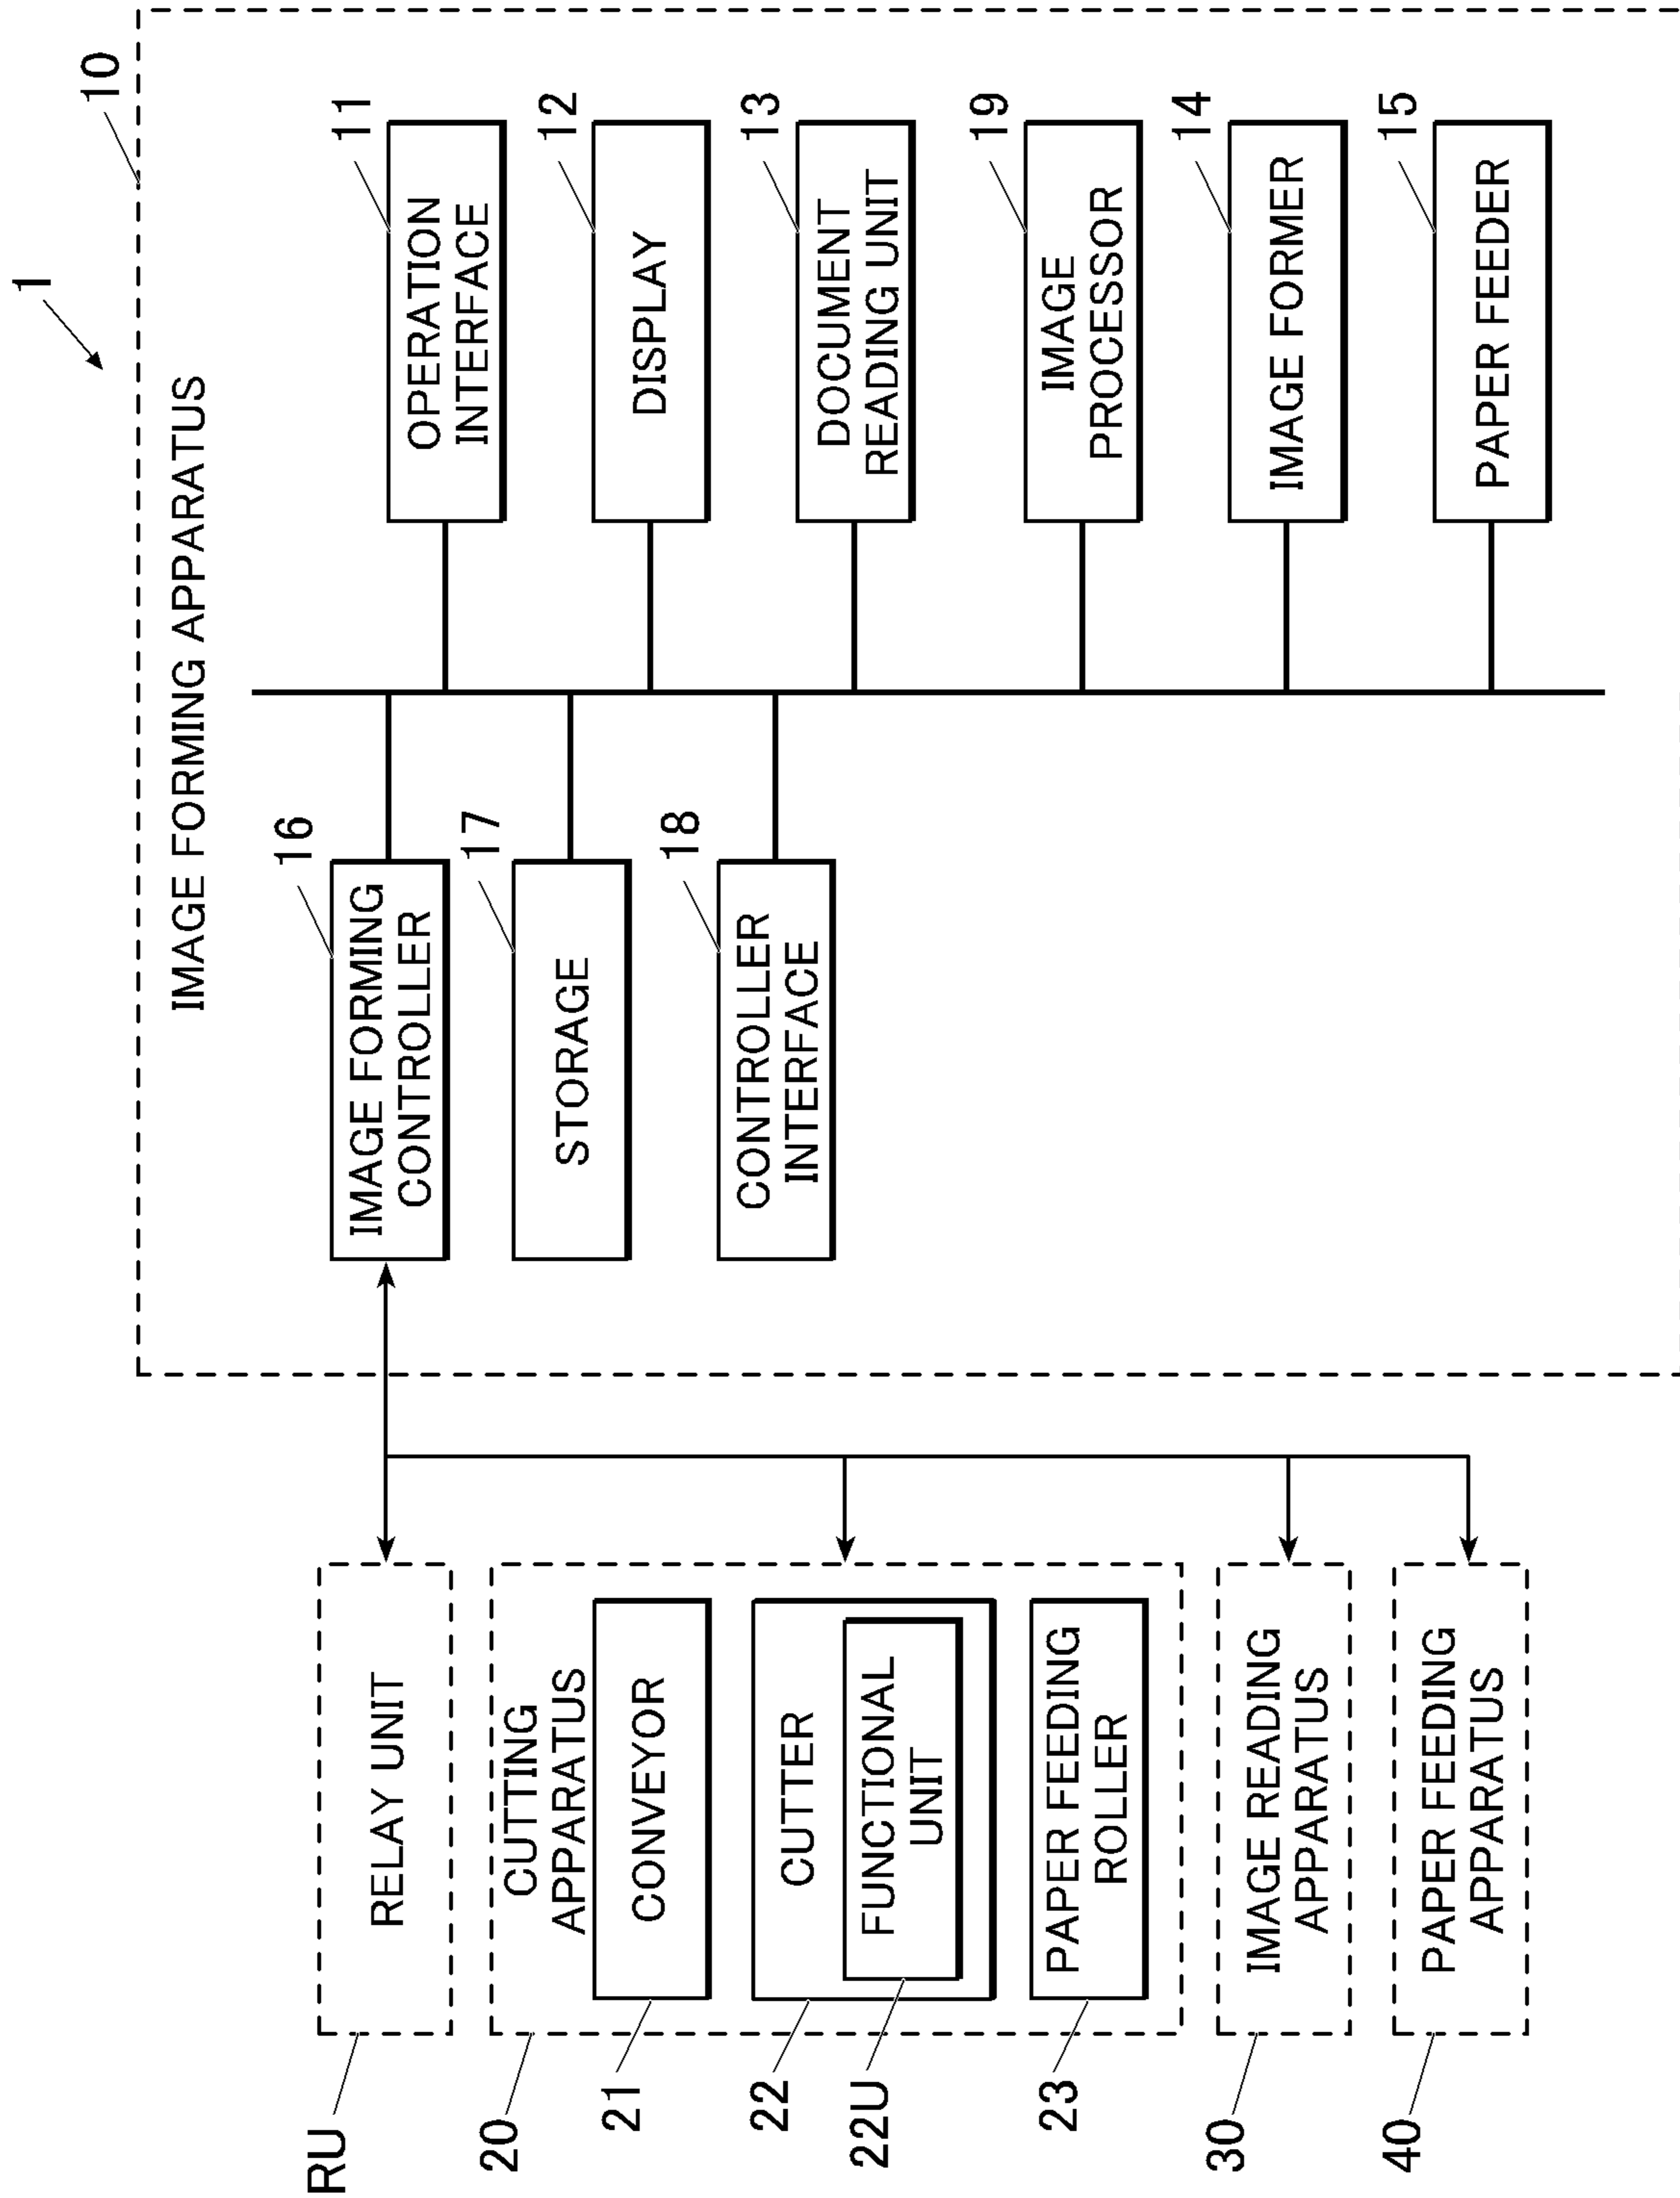 1
10
IMAGE FORMING APPARATUS
RU
RELAY UNIT
20
CUTTING
APPARATUS
21
CONVEYOR
22
CUTTER
22U
FUNCTIONAL
UNIT
23
PAPER FEEDING
ROLLER
30
IMAGE READING
APPARATUS
40
PAPER FEEDING
APPARATUS
16
IMAGE FORMING
CONTROLLER
17
STORAGE
18
CONTROLLER
INTERFACE
11
OPERATION
INTERFACE
12
DISPLAY
13
DOCUMENT
READING UNIT
19
IMAGE
PROCESSOR
14
IMAGE FORMER
15
PAPER FEEDER